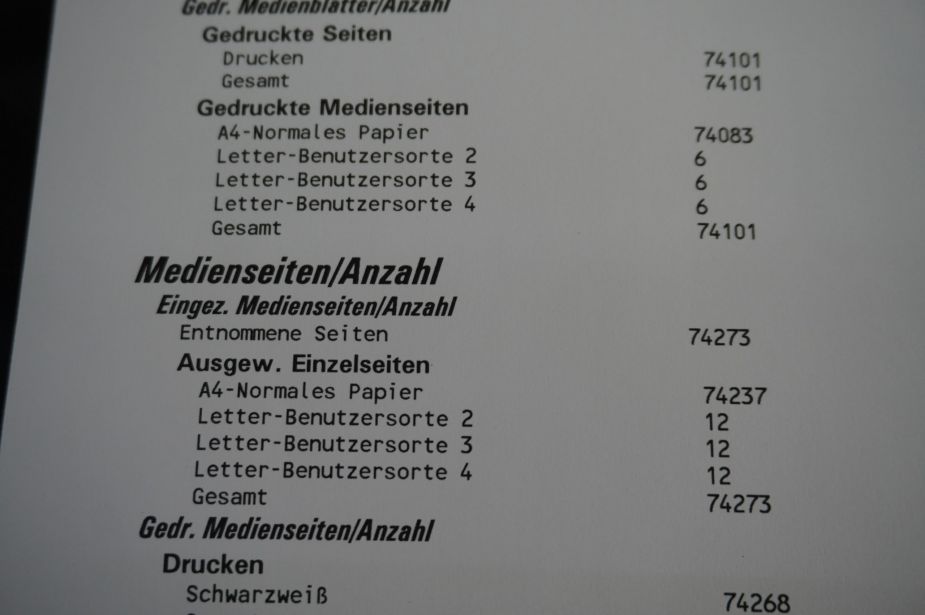 Gedr. Medienblätter/Anzahl
Gedruckte Seiten
Drucken 74101
Gesamt 74101
Gedruckte Medienseiten
A4-Normales Papier 74083
Letter-Benutzersorte 2 6
Letter-Benutzersorte 3 6
Letter-Benutzersorte 4 6
Gesamt 74101
Medienseiten/Anzahl
Eingez. Medienseiten/Anzahl
Entnommene Seiten 74273
Ausgew. Einzelseiten
A4-Normales Papier 74237
Letter-Benutzersorte 2 12
Letter-Benutzersorte 3 12
Letter-Benutzersorte 4 12
Gesamt 74273
Gedr. Medienseiten/Anzahl
Drucken
Schwarzweiß 74268